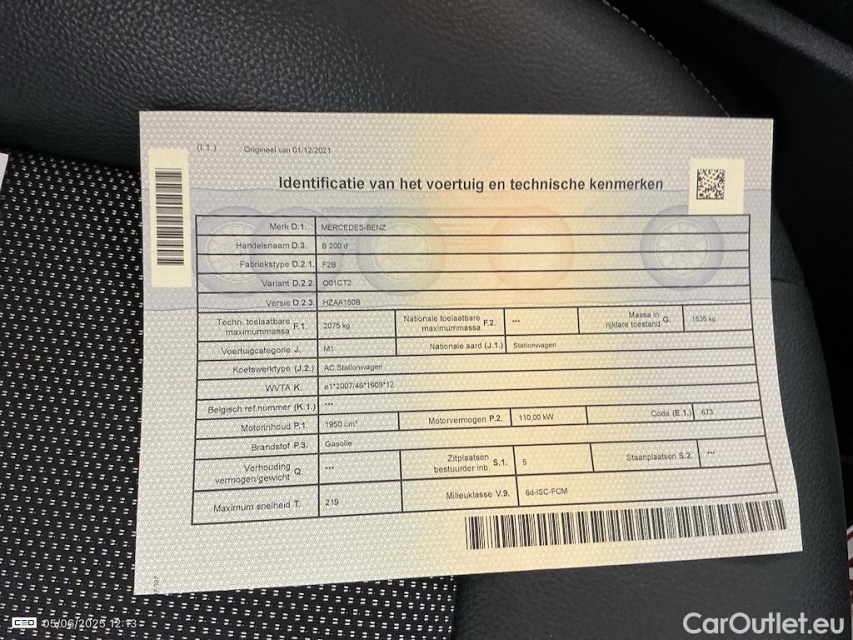 (I.1.) Origineel van 01/12/2021
Identificatie van het voertuig en technische kenmerken
Merk D.1. MERCEDES-BENZ
Handelsnaam D.3. B 200 d
Fabriekstype D.2.1. F2B
Variant D.2.2. O01CT2
Versie D.2.3. HZAA150B
Techn. toelaatbare maximummassa F.1. 2075 kg Nationale toelaatbare maximummassa F.2. --- Massa in rijklare toestand G. 1535 kg
Voertuigcategorie J. M1 Nationale aard (J.1.) Stationwagen
Koetswerktype (J.2.) AC Stationwagen
WVTA K. e1*2007/46*1909*12
Belgisch ref.nummer (K.1.) ---
Motorinhoud P.1. 1950 cm³ Motorvermogen P.2. 110,00 kW Code (E.1.) 673
Brandstof P.3. Gasolie
Verhouding vermogen/gewicht Q. --- Zitplaatsen bestuurder inb. S.1. 5 Staanplaatsen S.2. ---
Maximum snelheid T. 219 Milieuklasse V.9. 6d-ISC-FCM
CEO 05/06/2025 12:13
CarOutlet.eu